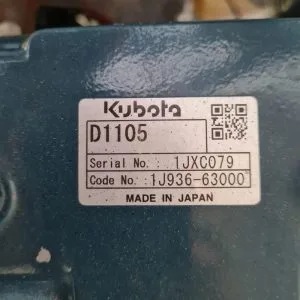 Kubota
D1105
Serial No. : 1JXC079
Code No. : 1J936-63000
MADE IN JAPAN